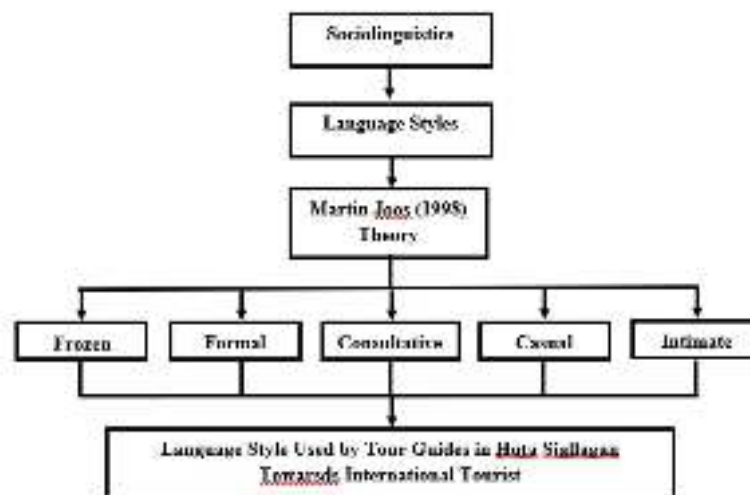 Sociolinguistics
Language Styles
Martin Joos (1998)
Theory
Frozen
Formal
Consultative
Casual
Intimate
Language Style Used by Tour Guides in Huta Siallagan
Towarsds International Tourist